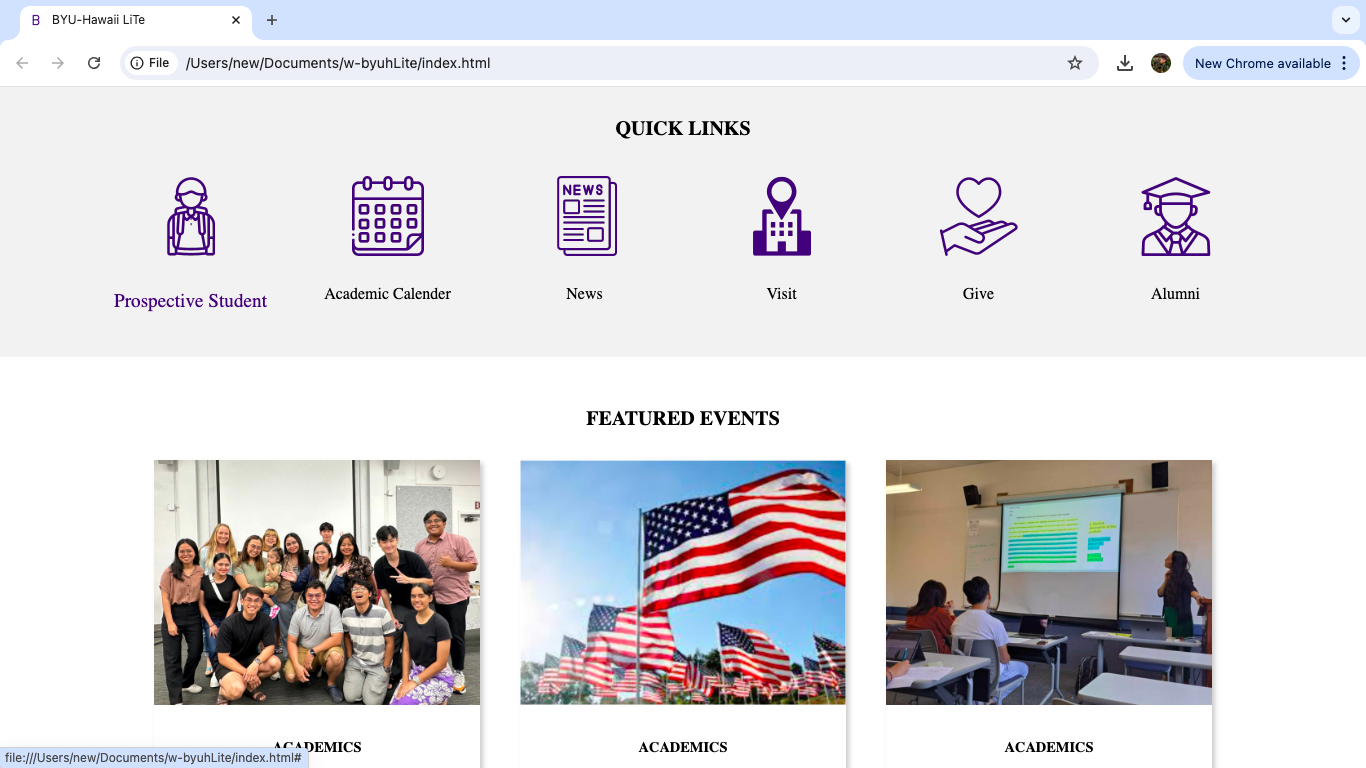 BYU-Hawaii LiTe
File
/Users/new/Documents/w-byuhLite/index.html
New Chrome available
QUICK LINKS
NEWS
Prospective Student
Academic Calender
News
Visit
Give
Alumni
FEATURED EVENTS
ACADEMICS
ACADEMICS
ACADEMICS
file:///Users/new/Documents/w-byuhLite/index.html#